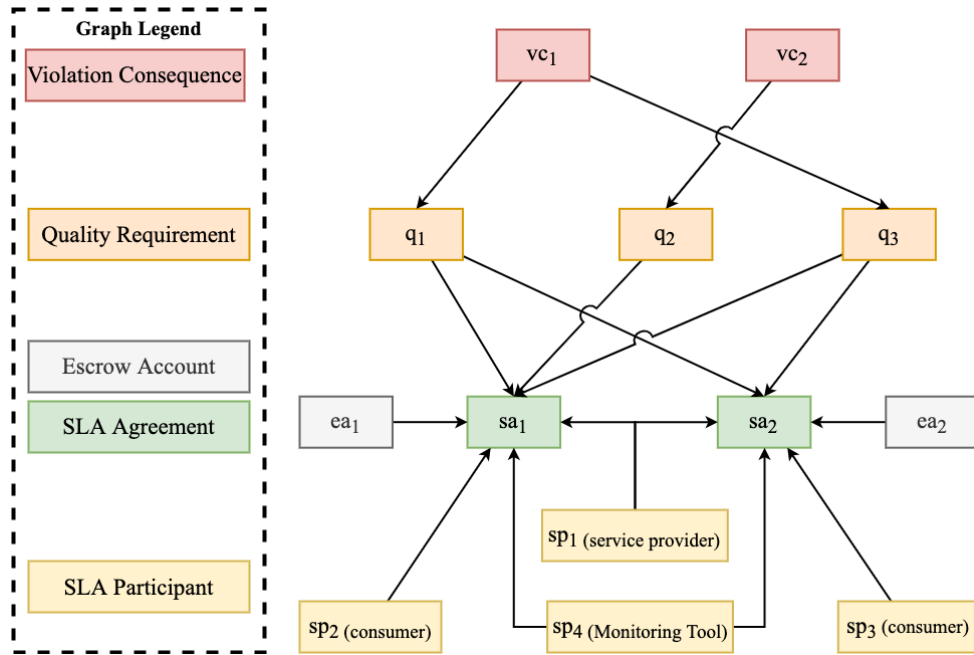 Graph Legend
Violation Consequence
Quality Requirement
Escrow Account
SLA Agreement
SLA Participant
vc₁
vc₂
q₁
q₂
q₃
ea₁
sa₁
sa₂
ea₂
sp₁ (service provider)
sp₂ (consumer)
sp₄ (Monitoring Tool)
sp₃ (consumer)